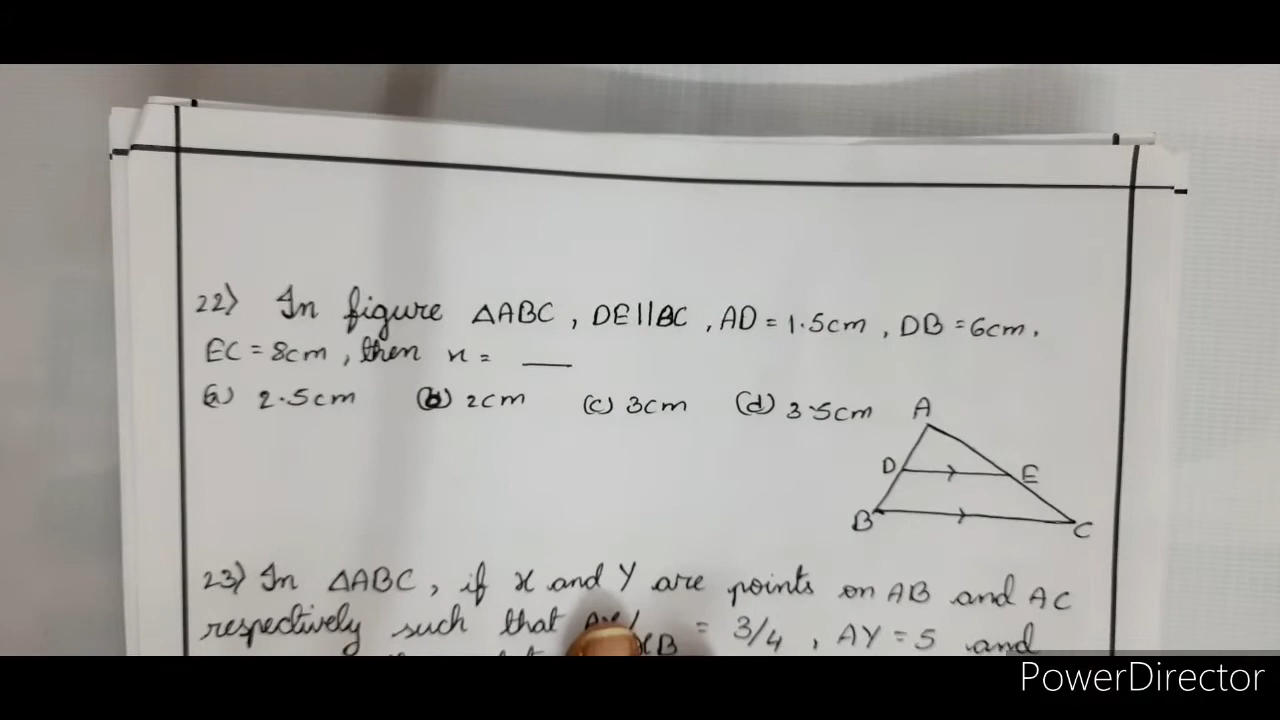 22) In figure △ABC, DE||BC, AD = 1.5cm, DB = 6cm.
EC = 8cm, then x = ___
(a) 2.5cm (b) 2cm (c) 3cm (d) 3.5cm
A
D E
B C
23) In △ABC, if X and Y are points on AB and AC
respectively such that = 3/4, AY = 5 and
PowerDirector